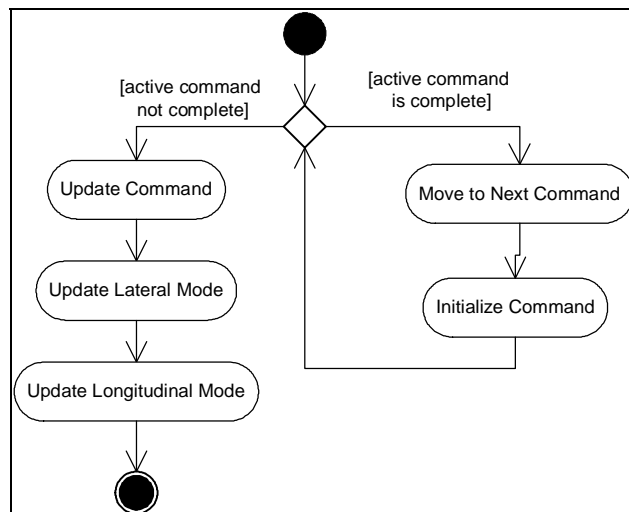 [active command
not complete]
[active command
is complete]
Update Command
Move to Next Command
Update Lateral Mode
Initialize Command
Update Longitudinal Mode